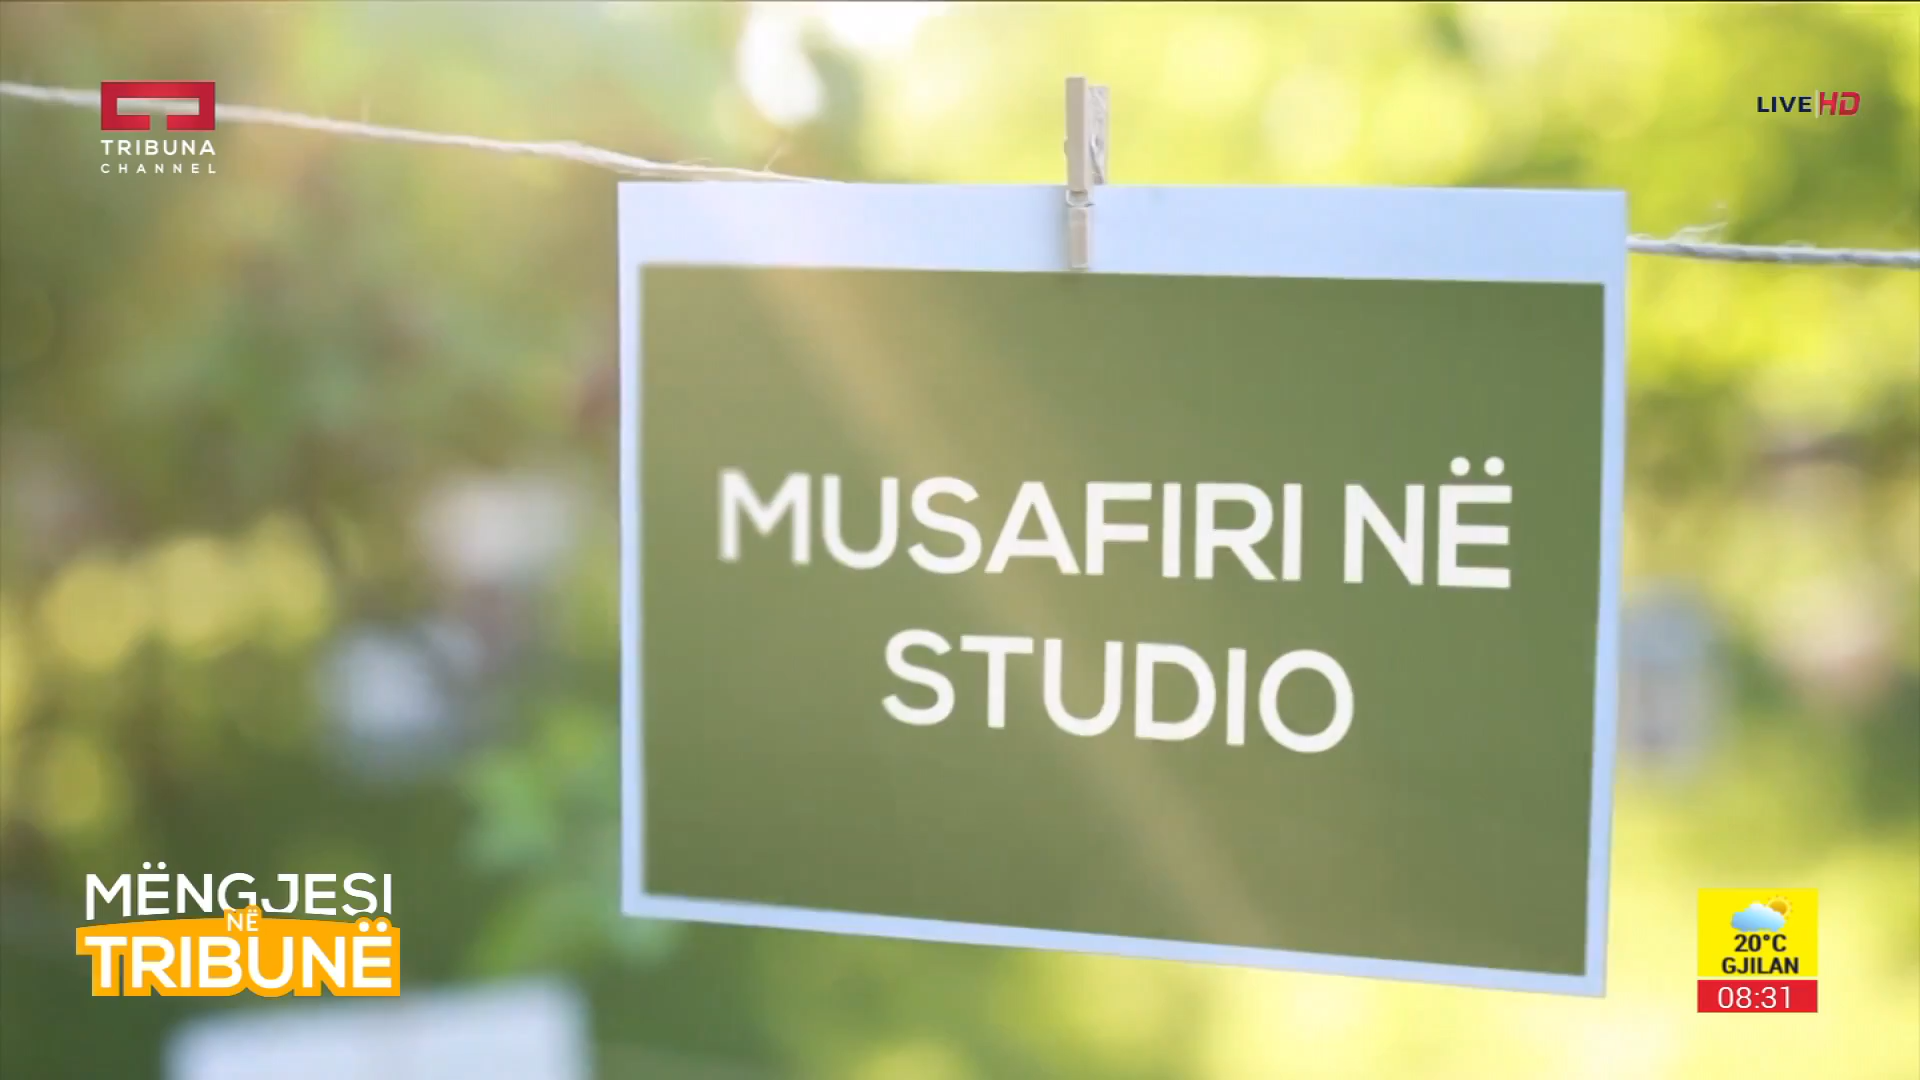 TRIBUNA
CHANNEL
LIVE HD
MUSAFIRI NË
STUDIO
MËNGJESI
NË
TRIBUNË
20°C
GJILAN
08:31